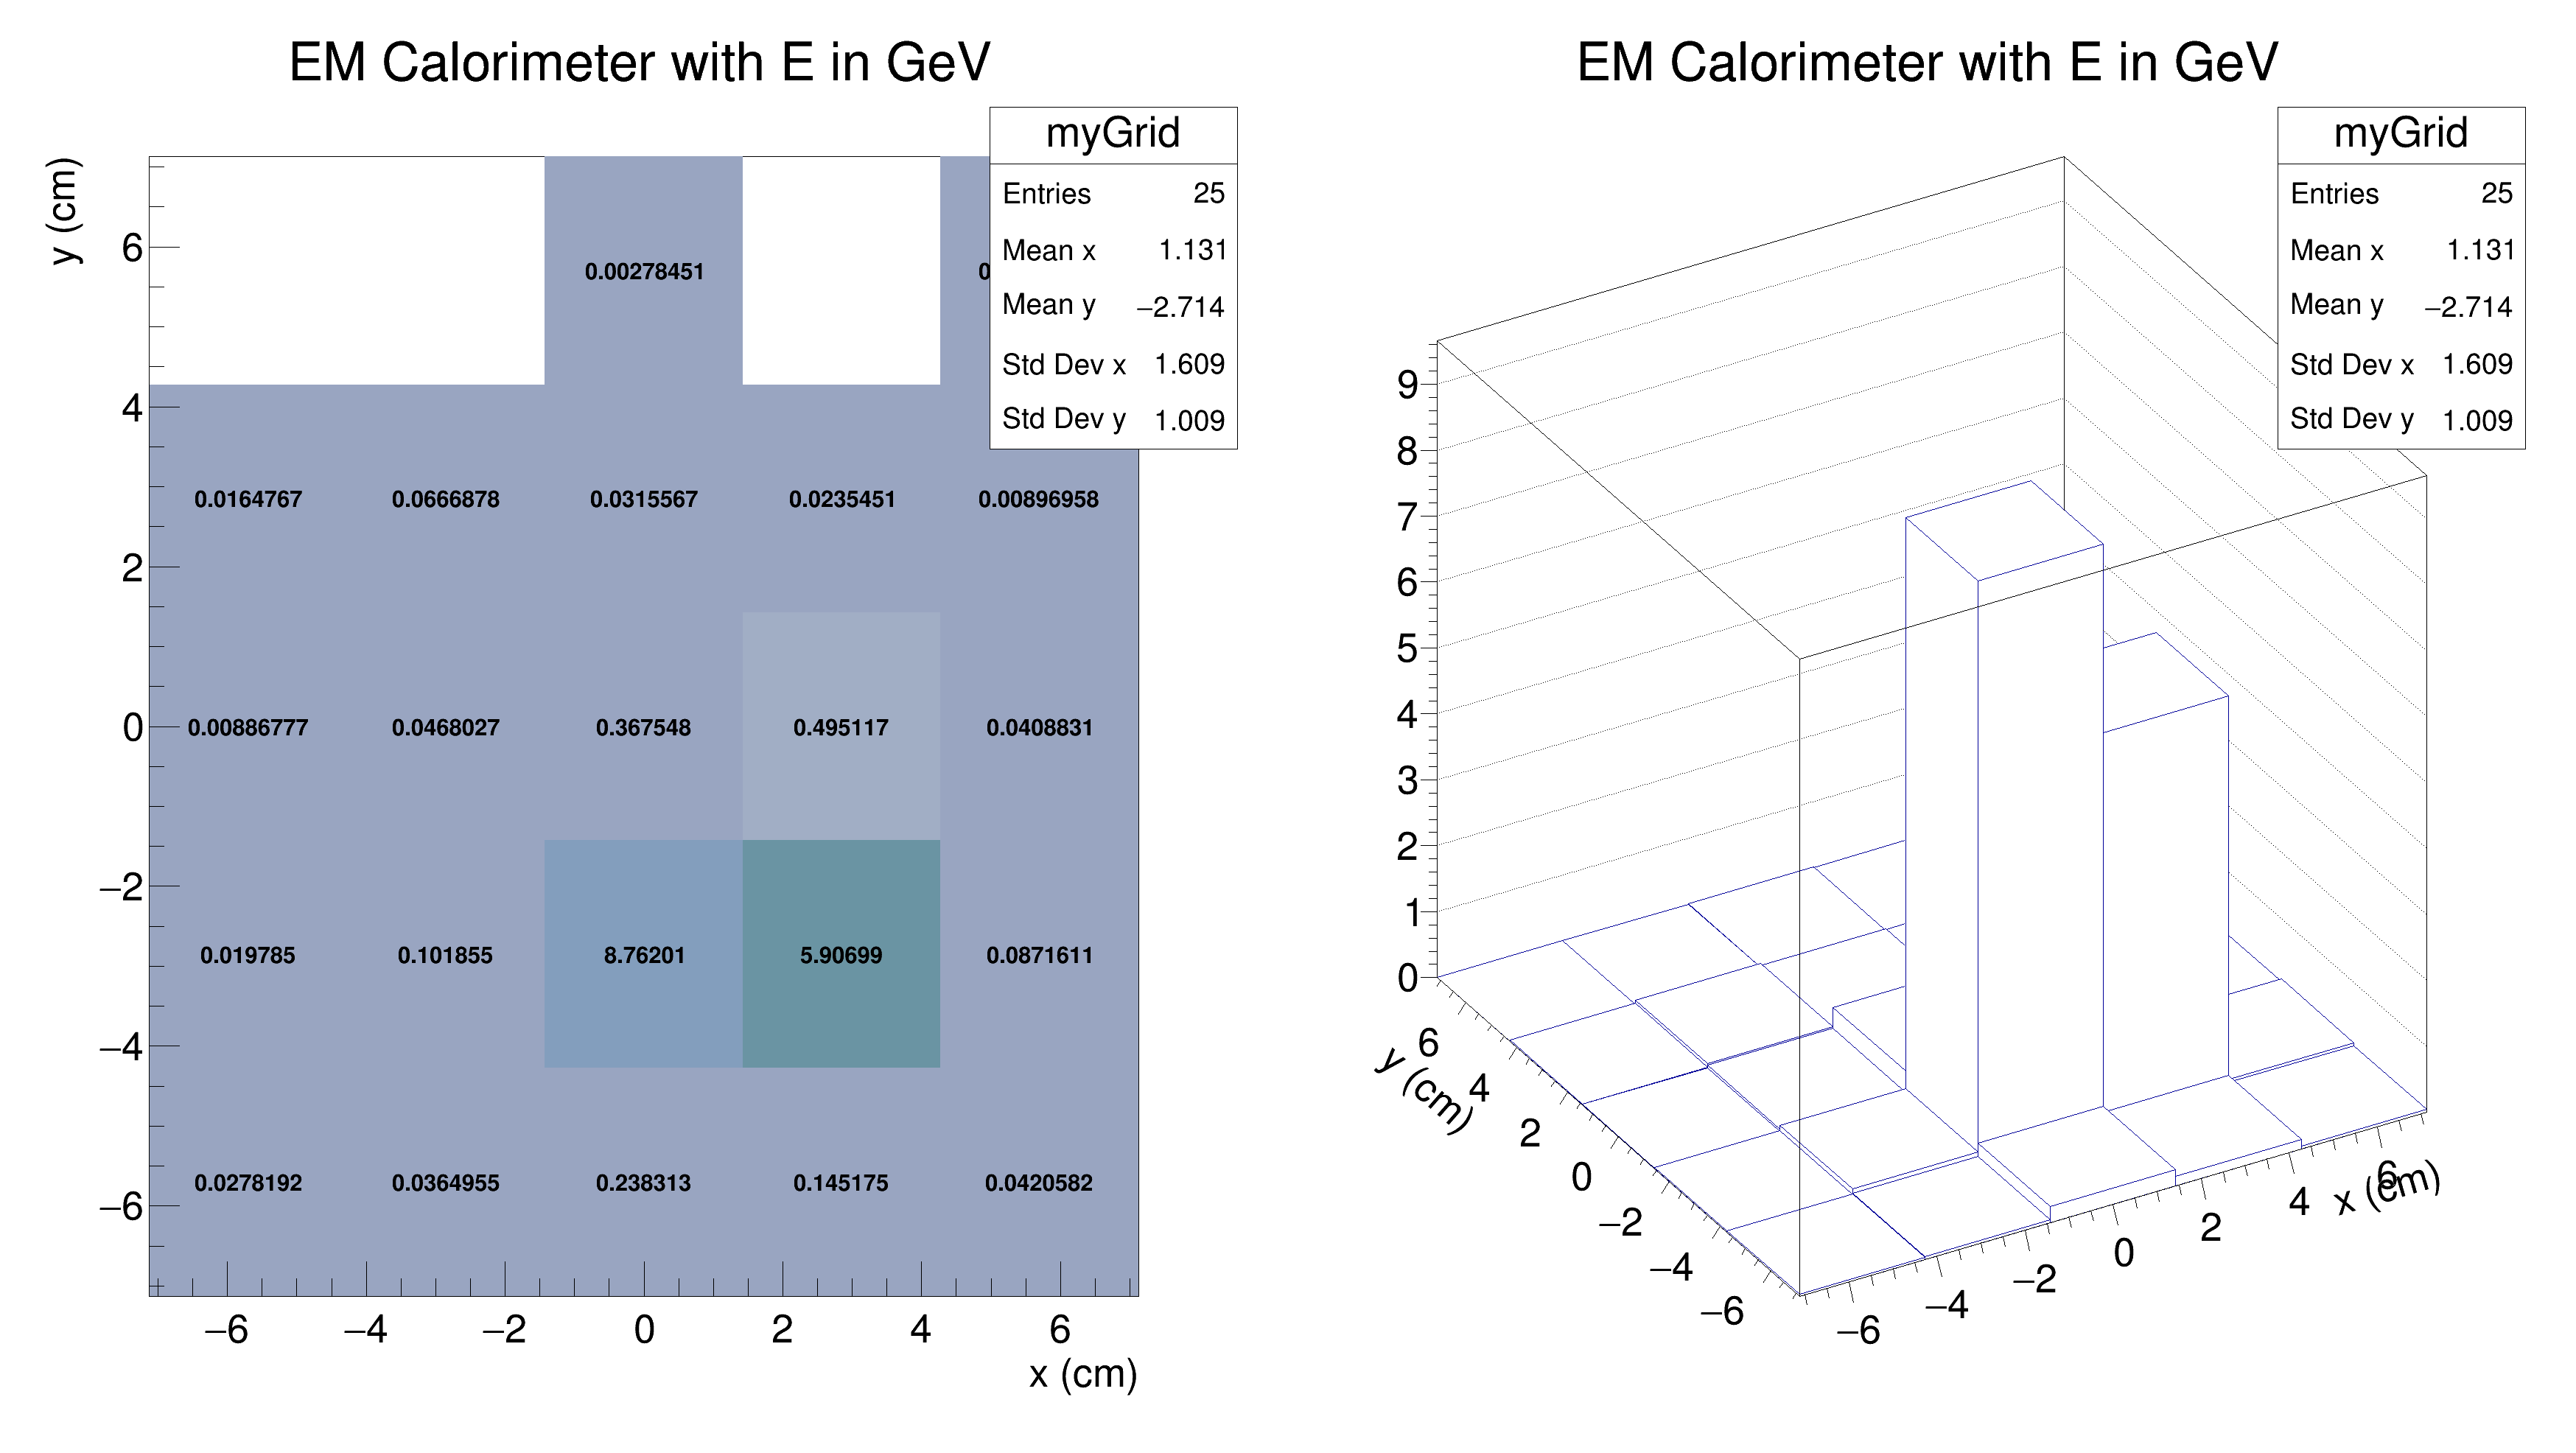 EM Calorimeter with E in GeV
y (cm)
myGrid
Entries 25
Mean x 1.131
Mean y −2.714
Std Dev x 1.609
Std Dev y 1.009
6
0.00278451
4
0.0164767 0.0666878 0.0315567 0.0235451 0.00896958
2
0 0.00886777 0.0468027 0.367548 0.495117 0.0408831
−2
0.019785 0.101855 8.76201 5.90699 0.0871611
−4
0.0278192 0.0364955 0.238313 0.145175 0.0420582
−6
−6 −4 −2 0 2 4 6
x (cm)
EM Calorimeter with E in GeV
myGrid
Entries 25
Mean x 1.131
Mean y −2.714
Std Dev x 1.609
Std Dev y 1.009
9
8
7
6
5
4
3
2
1
0
6
4
2
0
−2
−4
−6
y (cm)
−6 −4 −2 0 2 4 6
x (cm)